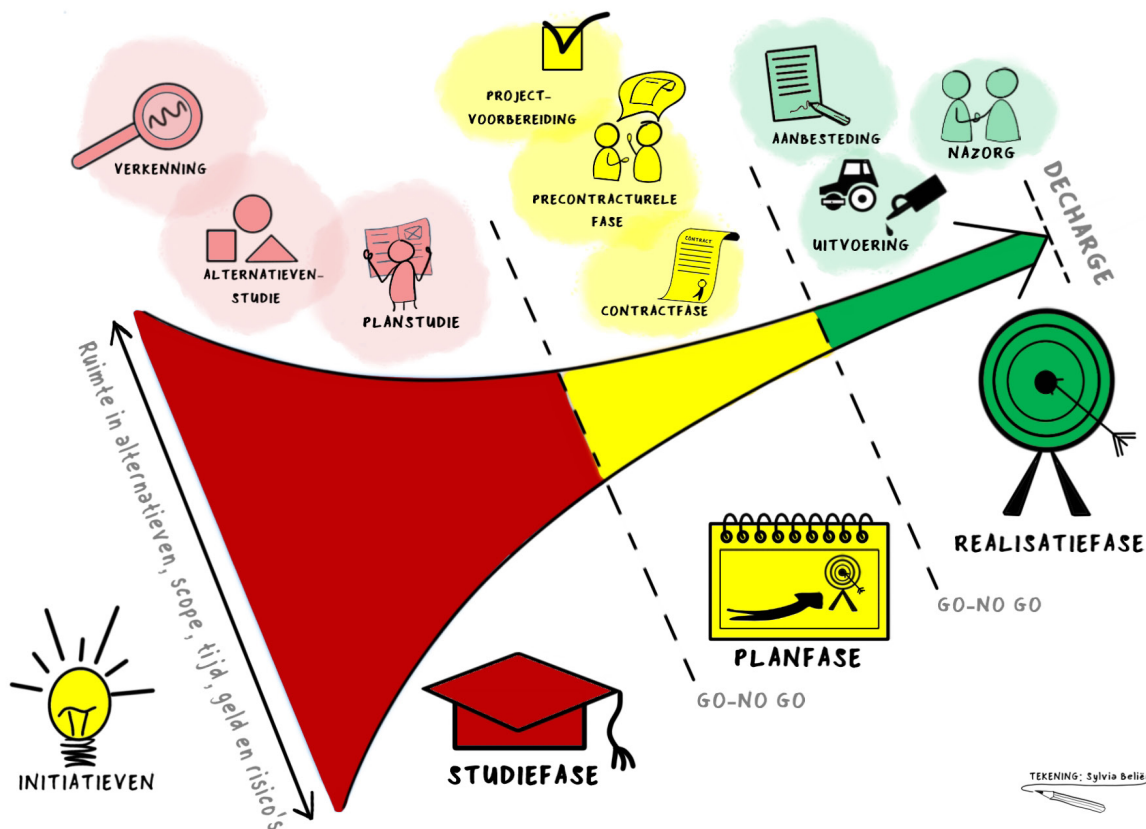 VERKENNING
ALTERNATIEVEN-
STUDIE
PLANSTUDIE
PROJECT-
VOORBEREIDING
PRECONTRACTURELE
FASE
CONTRACT
CONTRACTFASE
AANBESTEDING
UITVOERING
NAZORG
DECHARGE
Ruimte in alternatieven, scope, tijd, geld en risico's
INITIATIEVEN
STUDIEFASE
GO-NO GO
PLANFASE
GO-NO GO
REALISATIEFASE
TEKENING: Sylvia